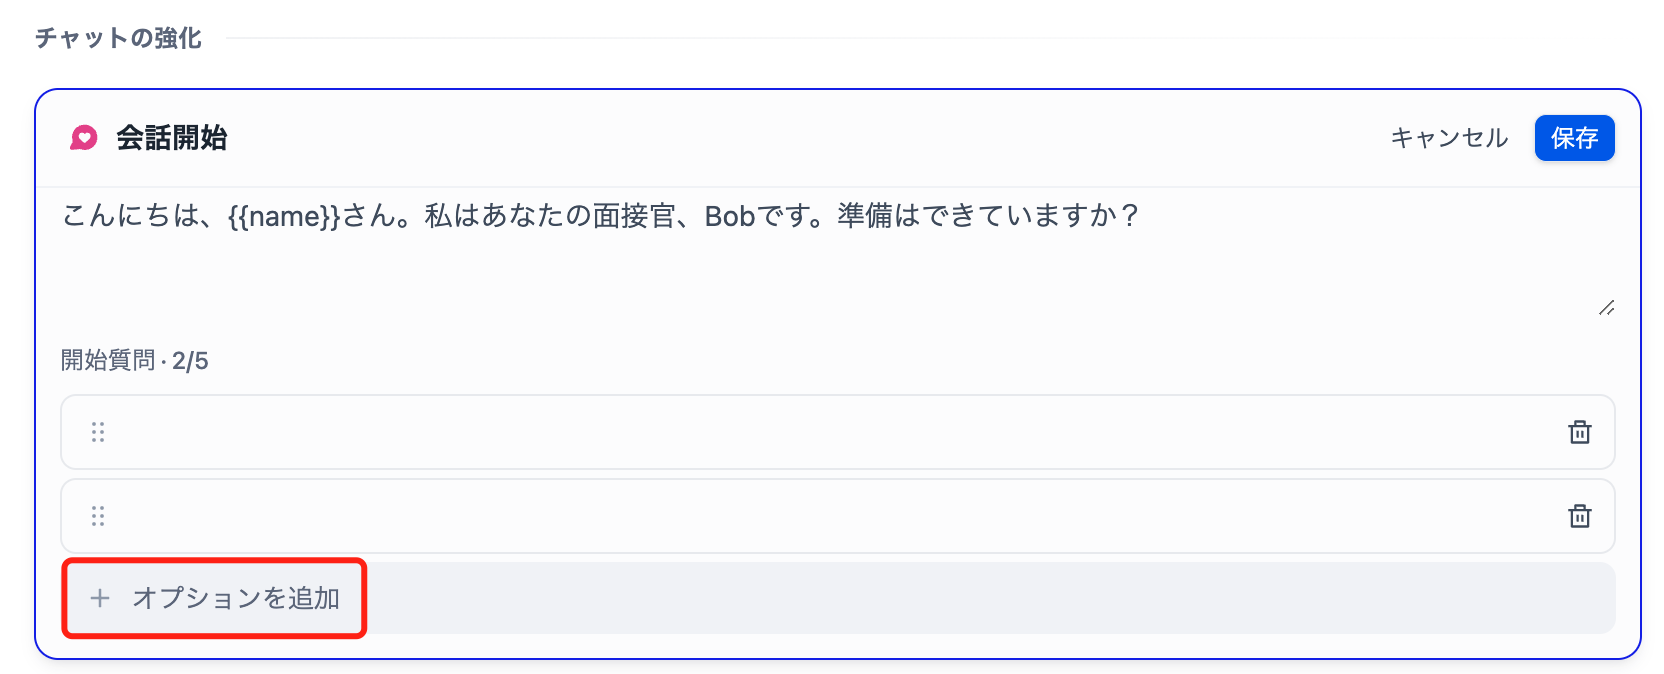 チャットの強化
会話開始
キャンセル
保存
こんにちは、{{name}}さん。私はあなたの面接官、Bobです。準備はできていますか？
開始質問 · 2/5
+ オプションを追加